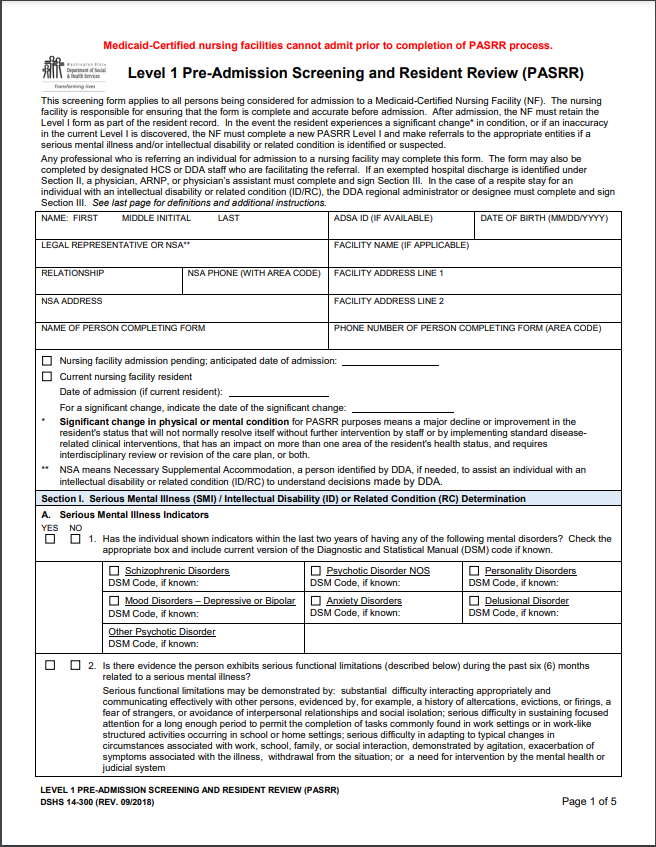 Medicaid-Certified nursing facilities cannot admit prior to completion of PASRR process.
Washington State
Department of Social
& Health Services
Transforming lives
Level 1 Pre-Admission Screening and Resident Review (PASRR)
This screening form applies to all persons being considered for admission to a Medicaid-Certified Nursing Facility (NF). The nursing
facility is responsible for ensuring that the form is complete and accurate before admission. After admission, the NF must retain the
Level I form as part of the resident record. In the event the resident experiences a significant change* in condition, or if an inaccuracy
in the current Level I is discovered, the NF must complete a new PASRR Level I and make referrals to the appropriate entities if a
serious mental illness and/or intellectual disability or related condition is identified or suspected.
Any professional who is referring an individual for admission to a nursing facility may complete this form. The form may also be
completed by designated HCS or DDA staff who are facilitating the referral. If an exempted hospital discharge is identified under
Section II, a physician, ARNP, or physician's assistant must complete and sign Section III. In the case of a respite stay for an
individual with an intellectual disability or related condition (ID/RC), the DDA regional administrator or designee must complete and sign
Section III. See last page for definitions and additional instructions.
NAME: FIRST MIDDLE INITITAL LAST ADSA ID (IF AVAILABLE) DATE OF BIRTH (MM/DD/YYYY)
LEGAL REPRESENTATIVE OR NSA** FACILITY NAME (IF APPLICABLE)
RELATIONSHIP NSA PHONE (WITH AREA CODE) FACILITY ADDRESS LINE 1
NSA ADDRESS FACILITY ADDRESS LINE 2
NAME OF PERSON COMPLETING FORM PHONE NUMBER OF PERSON COMPLETING FORM (AREA CODE)
Nursing facility admission pending; anticipated date of admission:
Current nursing facility resident
Date of admission (if current resident):
For a significant change, indicate the date of the significant change:
* Significant change in physical or mental condition for PASRR purposes means a major decline or improvement in the
resident's status that will not normally resolve itself without further intervention by staff or by implementing standard disease-
related clinical interventions, that has an impact on more than one area of the resident's health status, and requires
interdisciplinary review or revision of the care plan, or both.
** NSA means Necessary Supplemental Accommodation, a person identified by DDA, if needed, to assist an individual with an
intellectual disability or related condition (ID/RC) to understand decisions made by DDA.
Section I. Serious Mental Illness (SMI) / Intellectual Disability (ID) or Related Condition (RC) Determination
A. Serious Mental Illness Indicators
YES NO
1. Has the individual shown indicators within the last two years of having any of the following mental disorders? Check the
appropriate box and include current version of the Diagnostic and Statistical Manual (DSM) code if known.
Schizophrenic Disorders Psychotic Disorder NOS Personality Disorders
DSM Code, if known: DSM Code, if known: DSM Code, if known:
Mood Disorders – Depressive or Bipolar Anxiety Disorders Delusional Disorder
DSM Code, if known: DSM Code, if known: DSM Code, if known:
Other Psychotic Disorder
DSM Code, if known:
2. Is there evidence the person exhibits serious functional limitations (described below) during the past six (6) months
related to a serious mental illness?
Serious functional limitations may be demonstrated by: substantial difficulty interacting appropriately and
communicating effectively with other persons, evidenced by, for example, a history of altercations, evictions, or firings, a
fear of strangers, or avoidance of interpersonal relationships and social isolation; serious difficulty in sustaining focused
attention for a long enough period to permit the completion of tasks commonly found in work settings or in work-like
structured activities occurring in school or home settings; serious difficulty in adapting to typical changes in
circumstances associated with work, school, family, or social interaction, demonstrated by agitation, exacerbation of
symptoms associated with the illness, withdrawal from the situation; or a need for intervention by the mental health or
judicial system
LEVEL 1 PRE-ADMISSION SCREENING AND RESIDENT REVIEW (PASRR)
DSHS 14-300 (REV. 09/2018) Page 1 of 5